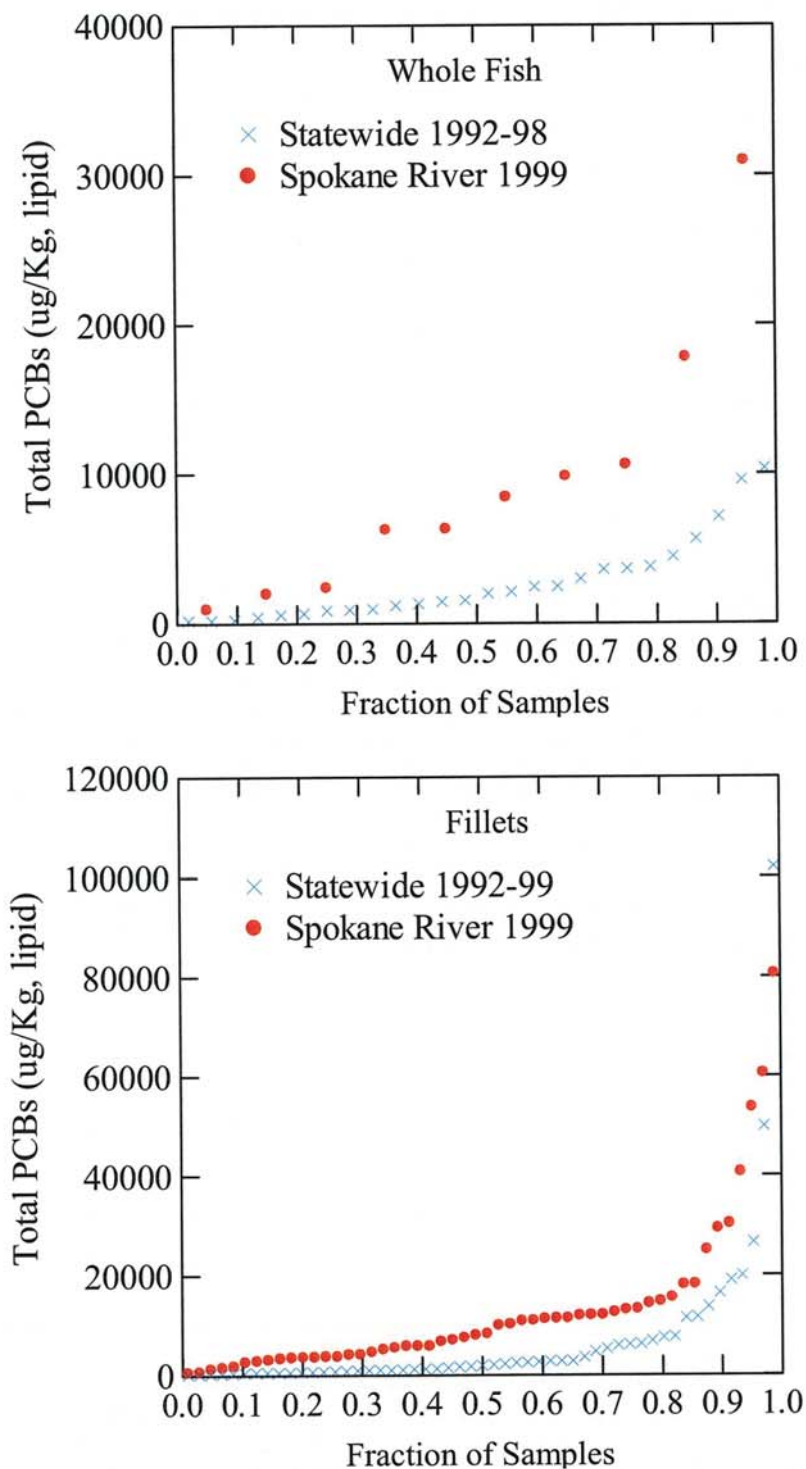 40000
Whole Fish
× Statewide 1992-98
● Spokane River 1999
30000
20000
10000
0
Total PCBs (ug/Kg, lipid)
0.0 0.1 0.2 0.3 0.4 0.5 0.6 0.7 0.8 0.9 1.0
Fraction of Samples
120000
Fillets
100000
× Statewide 1992-99
● Spokane River 1999
80000
60000
40000
20000
0
Total PCBs (ug/Kg, lipid)
0.0 0.1 0.2 0.3 0.4 0.5 0.6 0.7 0.8 0.9 1.0
Fraction of Samples